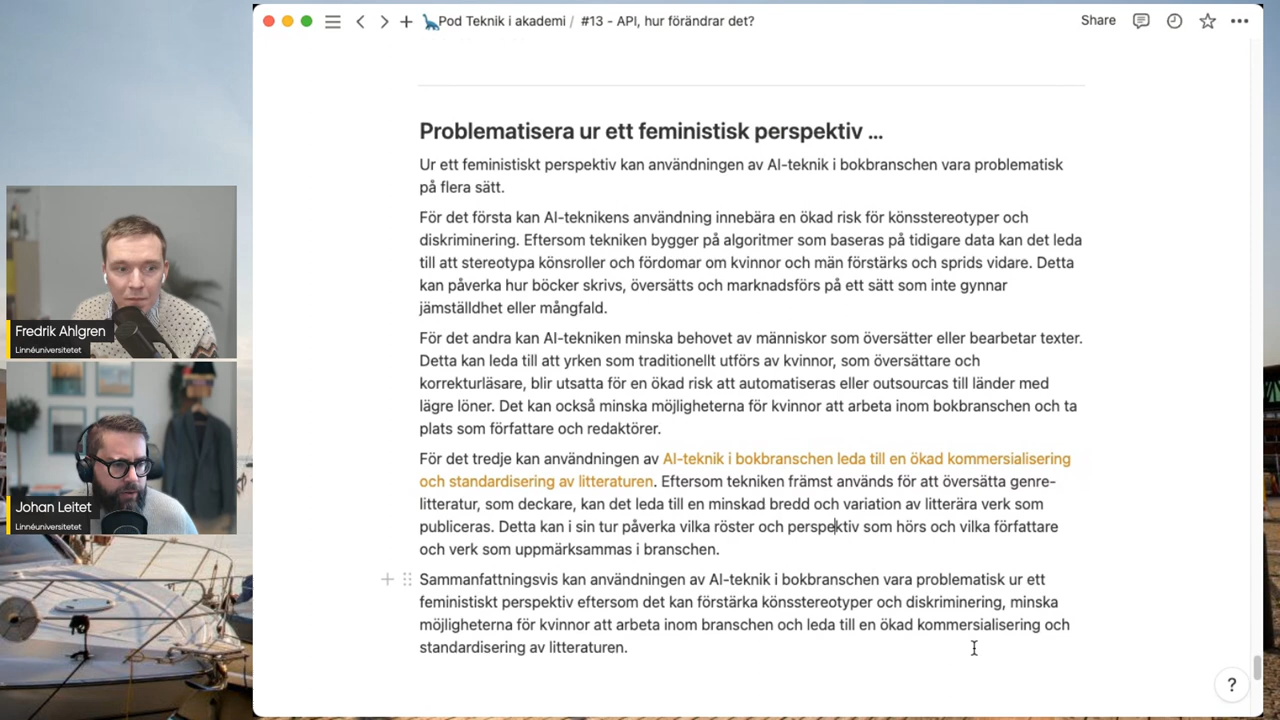 Pod Teknik i akademi / #13 - API, hur förändrar det?
Share
Problematisera ur ett feministisk perspektiv ...
Ur ett feministiskt perspektiv kan användningen av AI-teknik i bokbranschen vara problematisk
på flera sätt.
För det första kan AI-teknikens användning innebära en ökad risk för könsstereotyper och
diskriminering. Eftersom tekniken bygger på algoritmer som baseras på tidigare data kan det leda
till att stereotypa könsroller och fördomar om kvinnor och män förstärks och sprids vidare. Detta
kan påverka hur böcker skrivs, översätts och marknadsförs på ett sätt som inte gynnar
jämställdhet eller mångfald.
För det andra kan AI-tekniken minska behovet av människor som översätter eller bearbetar texter.
Detta kan leda till att yrken som traditionellt utförs av kvinnor, som översättare och
korrekturläsare, blir utsatta för en ökad risk att automatiseras eller outsourcas till länder med
lägre löner. Det kan också minska möjligheterna för kvinnor att arbeta inom bokbranschen och ta
plats som författare och redaktörer.
För det tredje kan användningen av AI-teknik i bokbranschen leda till en ökad kommersialisering
och standardisering av litteraturen. Eftersom tekniken främst används för att översätta genre-
litteratur, som deckare, kan det leda till en minskad bredd och variation av litterära verk som
publiceras. Detta kan i sin tur påverka vilka röster och perspektiv som hörs och vilka författare
och verk som uppmärksammas i branschen.
Sammanfattningsvis kan användningen av AI-teknik i bokbranschen vara problematisk ur ett
feministiskt perspektiv eftersom det kan förstärka könsstereotyper och diskriminering, minska
möjligheterna för kvinnor att arbeta inom branschen och leda till en ökad kommersialisering och
standardisering av litteraturen.
?
Fredrik Ahlgren
Linnéuniversitetet
Johan Leitet
Linnéuniversitetet